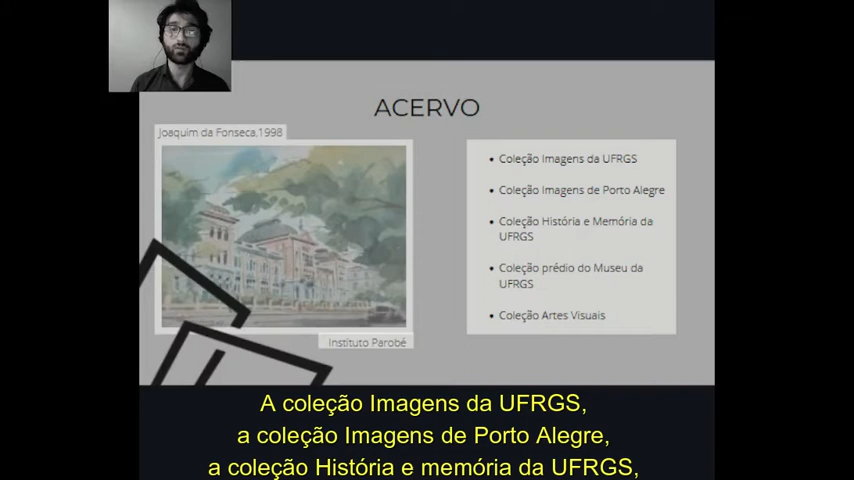 ACERVO
Joaquim da Fonseca,1998
Instituto Parobé
• Coleção Imagens da UFRGS
• Coleção Imagens de Porto Alegre
• Coleção História e Memória da
UFRGS
• Coleção prédio do Museu da
UFRGS
• Coleção Artes Visuais
A coleção Imagens da UFRGS,
a coleção Imagens de Porto Alegre,
a coleção História e memória da UFRGS,